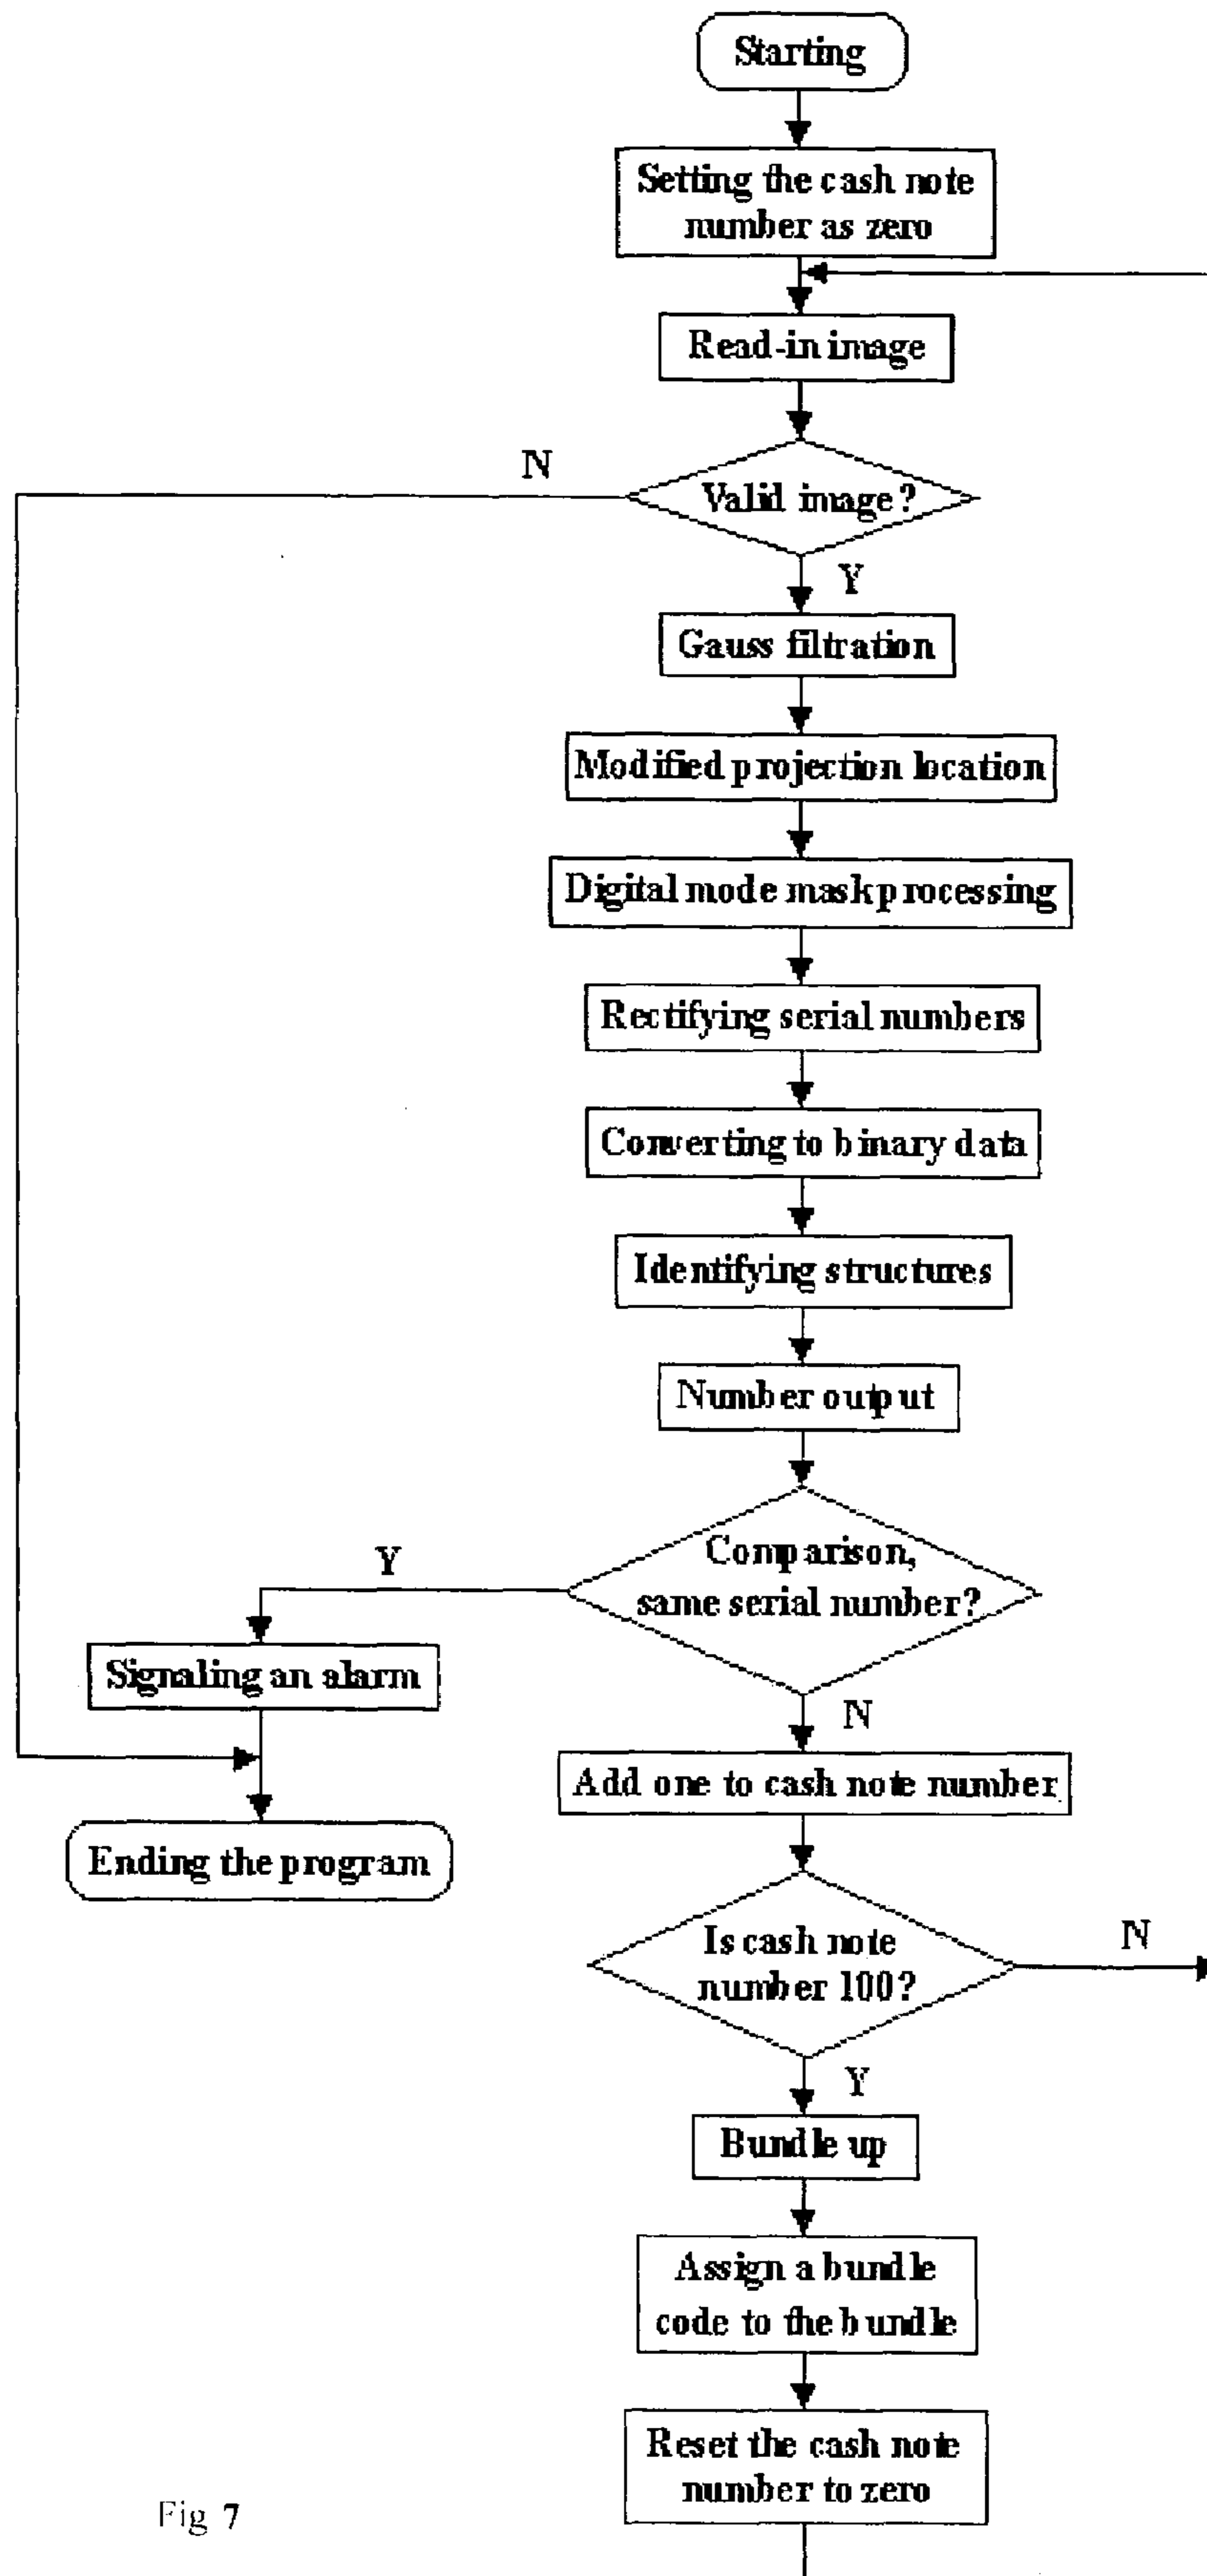 Starting
Setting the cash note
number as zero
Read-in image
N
Valid image?
Y
Gauss filtration
Modified projection location
Digital mode mask processing
Rectifying serial numbers
Converting to binary data
Identifying structures
Number output
Y
Comparison,
same serial number?
Signaling an alarm
N
Add one to cash note number
Ending the program
Is cash note
number 100?
N
Y
Bundle up
Assign a bundle
code to the bundle
Reset the cash note
number to zero
Fig 7